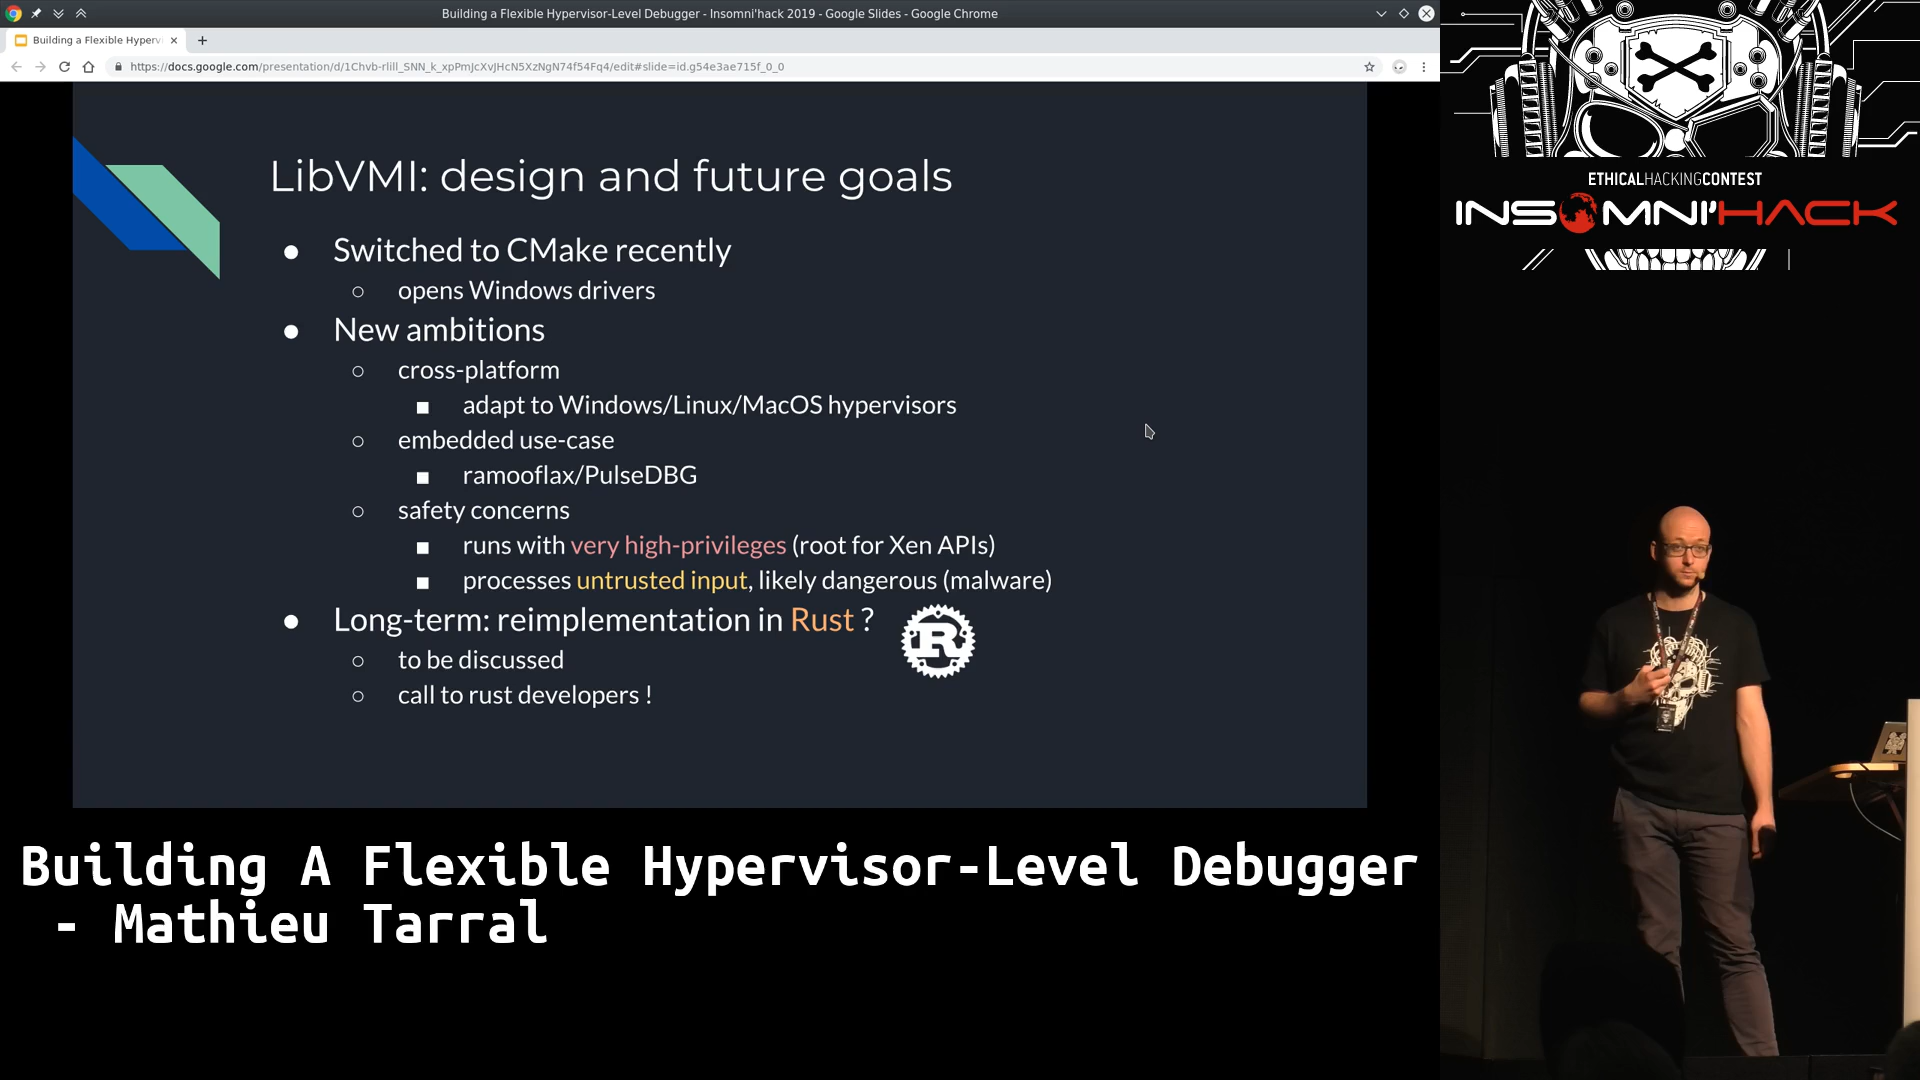 Building a Flexible Hypervisor-Level Debugger - Insomni'hack 2019 - Google Slides - Google Chrome
Building a Flexible Hyperv
https://docs.google.com/presentation/d/1Chvb-rlill_SNN_k_xpPmJcXvJHcN5XzNgN74f54Fq4/edit#slide=id.g54e3ae715f_0_0
LibVMI: design and future goals
● Switched to CMake recently
○ opens Windows drivers
● New ambitions
○ cross-platform
■ adapt to Windows/Linux/MacOS hypervisors
○ embedded use-case
■ ramooflax/PulseDBG
○ safety concerns
■ runs with very high-privileges (root for Xen APIs)
■ processes untrusted input, likely dangerous (malware)
● Long-term: reimplementation in Rust ?
R
○ to be discussed
○ call to rust developers !
ETHICALHACKINGCONTEST
INSOMNI'HACK
Building A Flexible Hypervisor-Level Debugger
- Mathieu Tarral